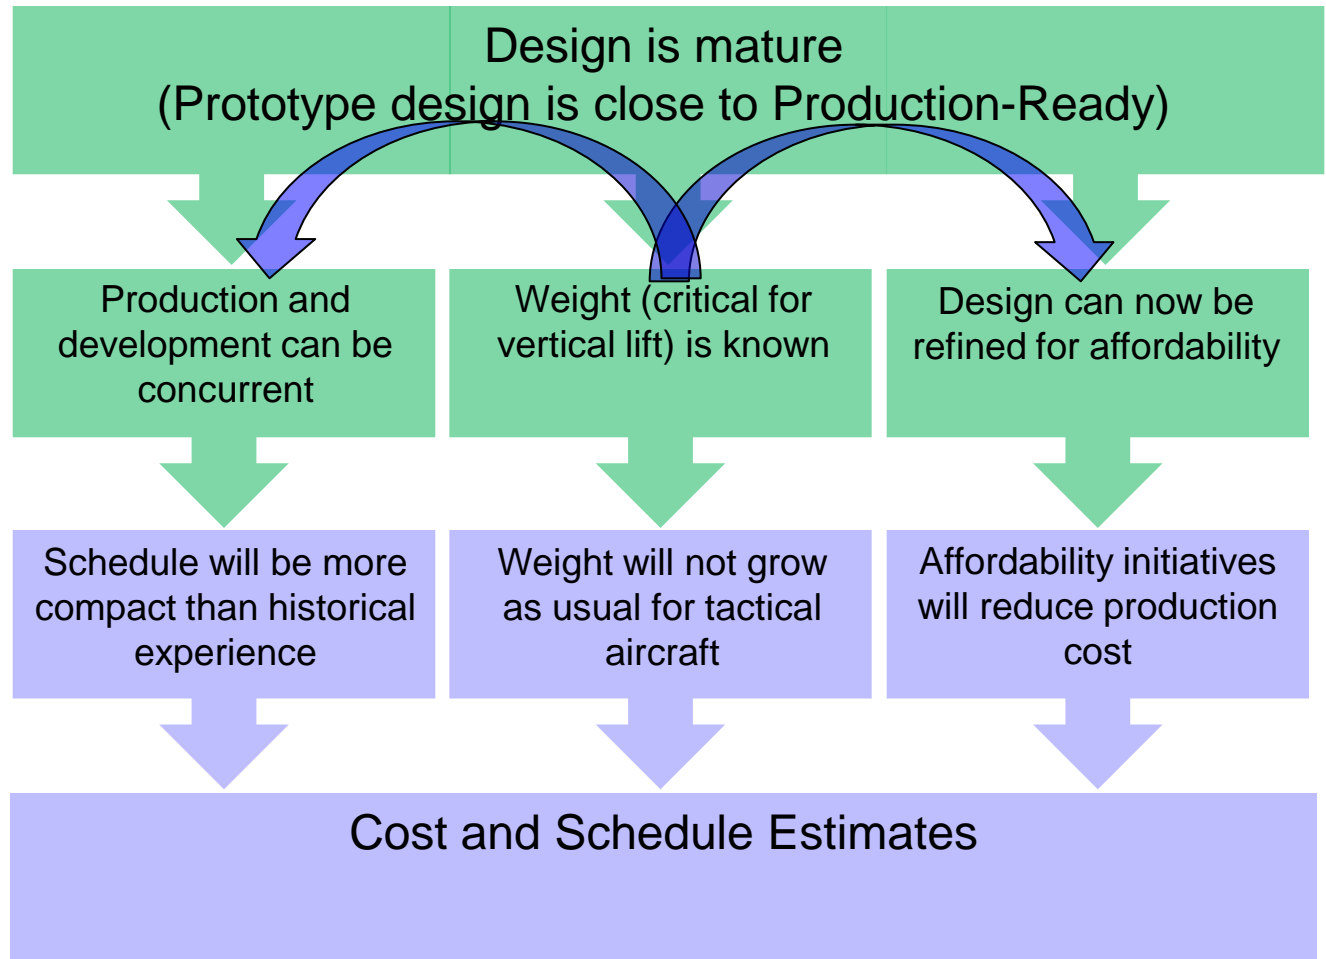 Design is mature
(Prototype design is close to Production-Ready)
Production and
development can be
concurrent
Weight (critical for
vertical lift) is known
Design can now be
refined for affordability
Schedule will be more
compact than historical
experience
Weight will not grow
as usual for tactical
aircraft
Affordability initiatives
will reduce production
cost
Cost and Schedule Estimates